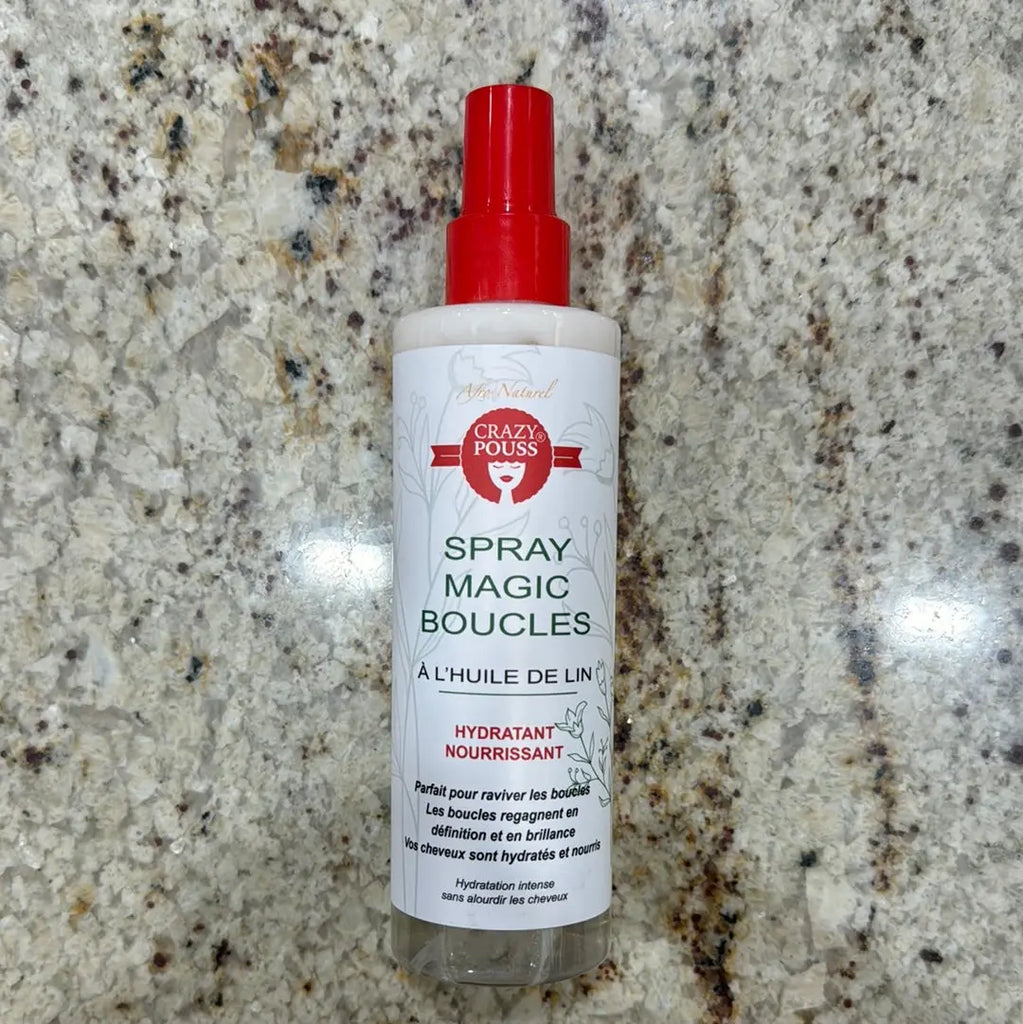 Afro Naturel
CRAZY
POUSS®
SPRAY
MAGIC
BOUCLES
À L'HUILE DE LIN
HYDRATANT
NOURRISSANT
Parfait pour raviver les boucles
Les boucles regagnent en
définition et en brillance
Vos cheveux sont hydratés et nourris
Hydratation intense
sans alourdir les cheveux